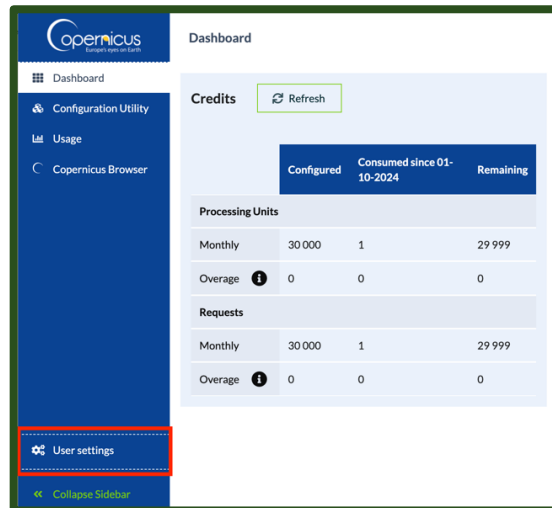 opernicus
Europe's eyes on Earth
Dashboard
Dashboard
Configuration Utility
Usage
Copernicus Browser
User settings
Collapse Sidebar
Credits
Refresh
Configured Consumed since 01-10-2024 Remaining
Processing Units
Monthly 30 000 1 29 999
Overage 0 0 0
Requests
Monthly 30 000 1 29 999
Overage 0 0 0